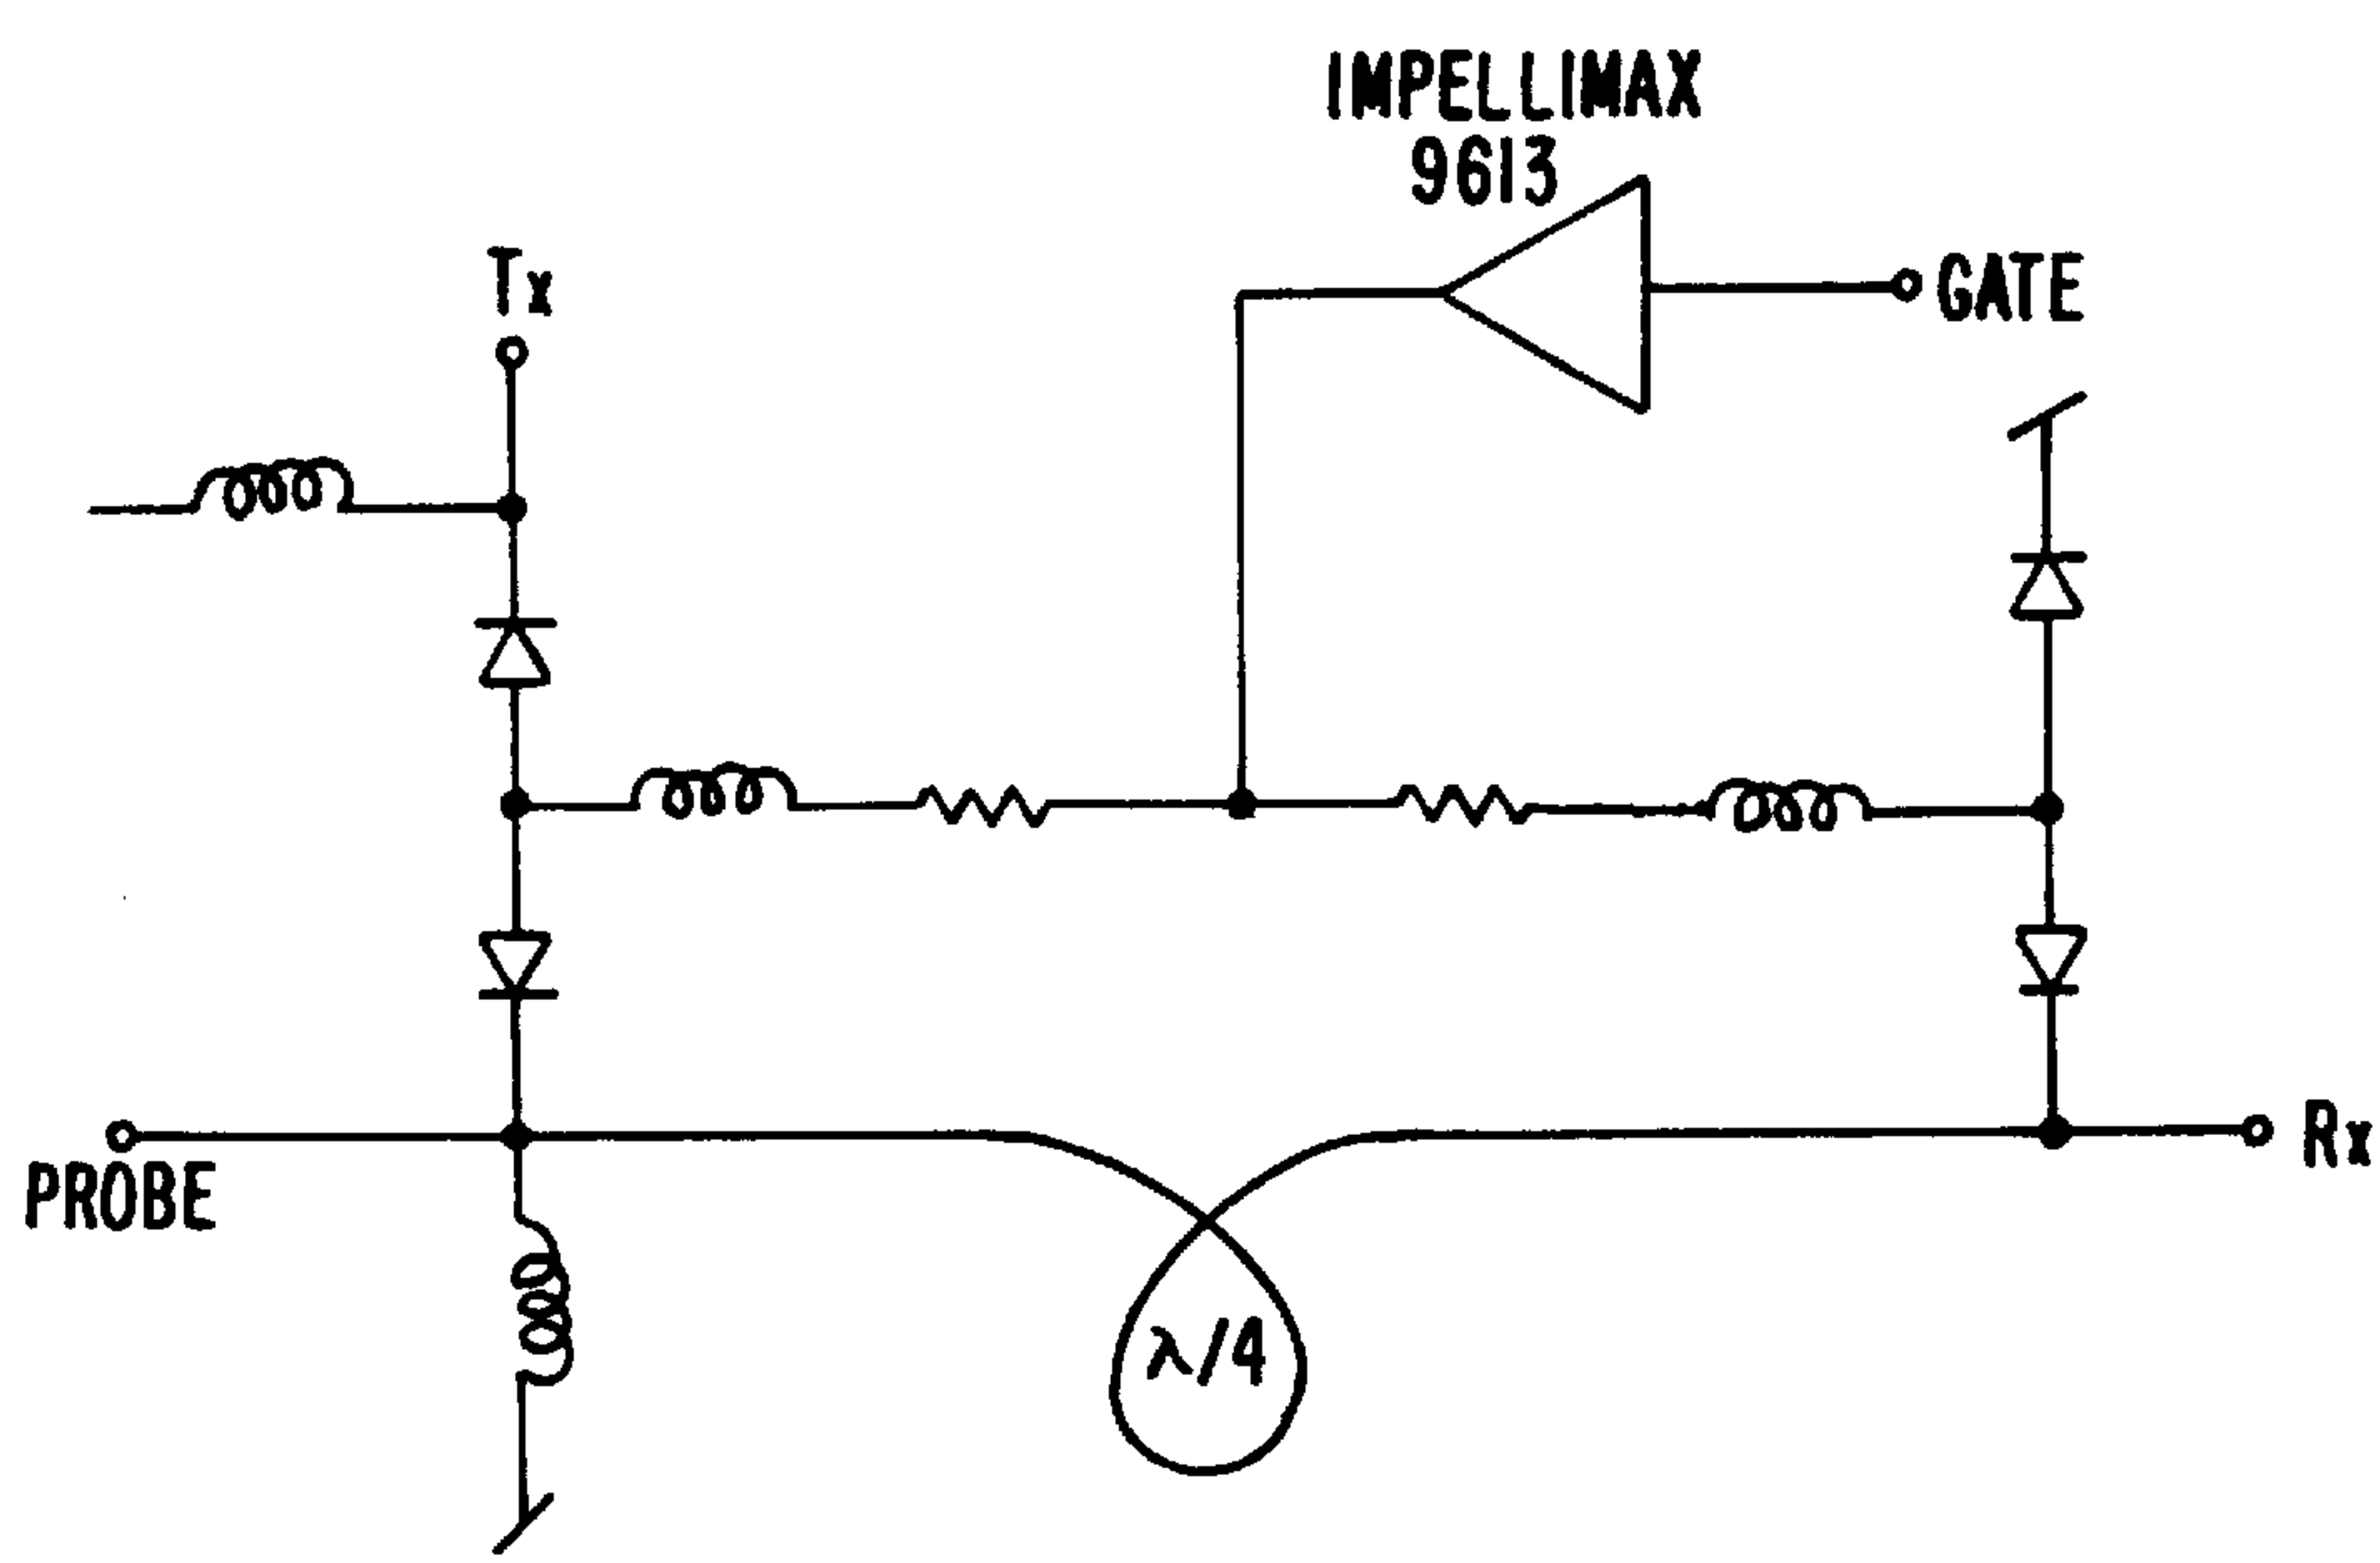 IMPELLIMAX
9613
Tx
GATE
Rx
PROBE
λ/4